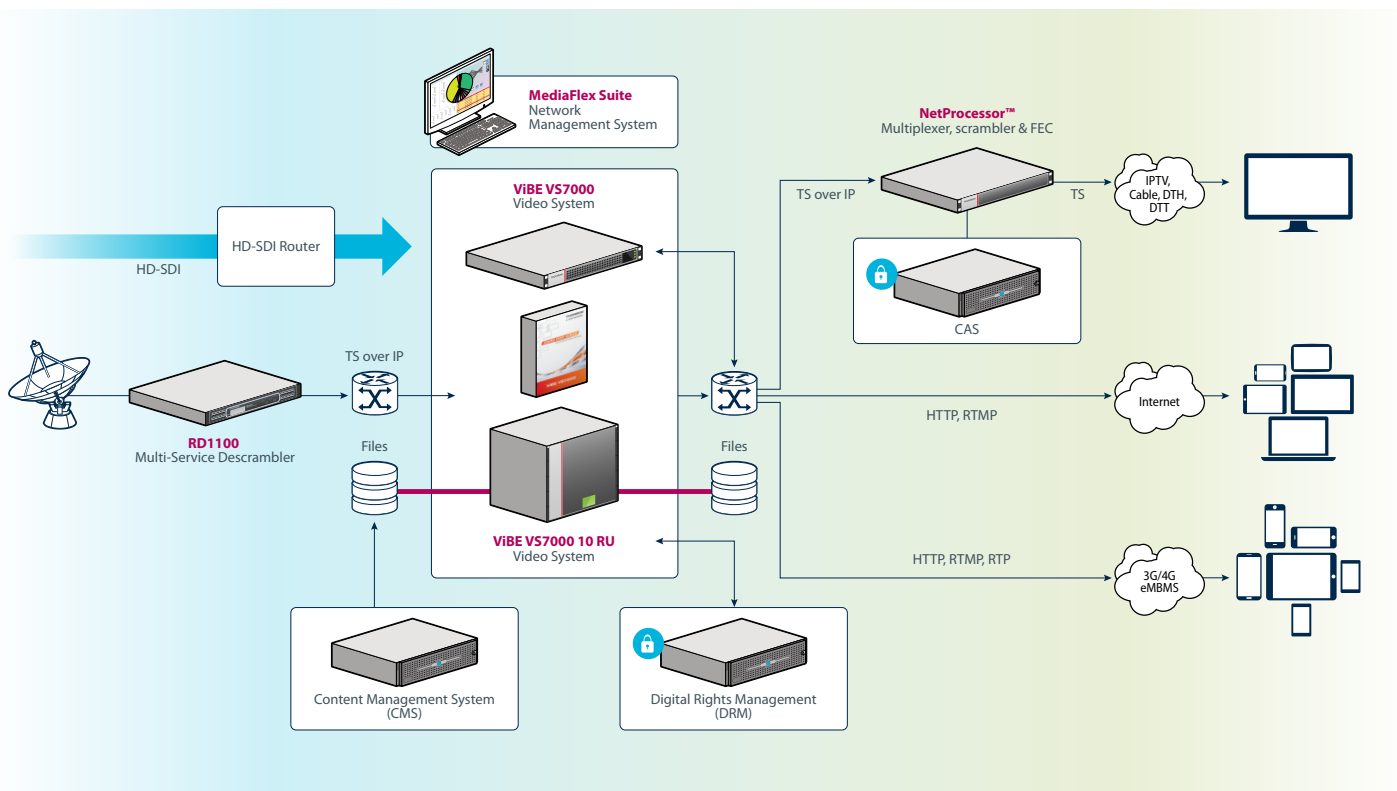 MediaFlex Suite
Network
Management System
NetProcessor™
Multiplexer, scrambler & FEC
ViBE VS7000
Video System
TS over IP
TS
IPTV,
Cable, DTH,
DTT
HD-SDI Router
HD-SDI
CAS
TS over IP
RD1100
Multi-Service Descrambler
Internet
HTTP, RTMP
Files
Files
ViBE VS7000 10 RU
Video System
HTTP, RTMP, RTP
3G/4G
eMBMS
Content Management System
(CMS)
Digital Rights Management
(DRM)